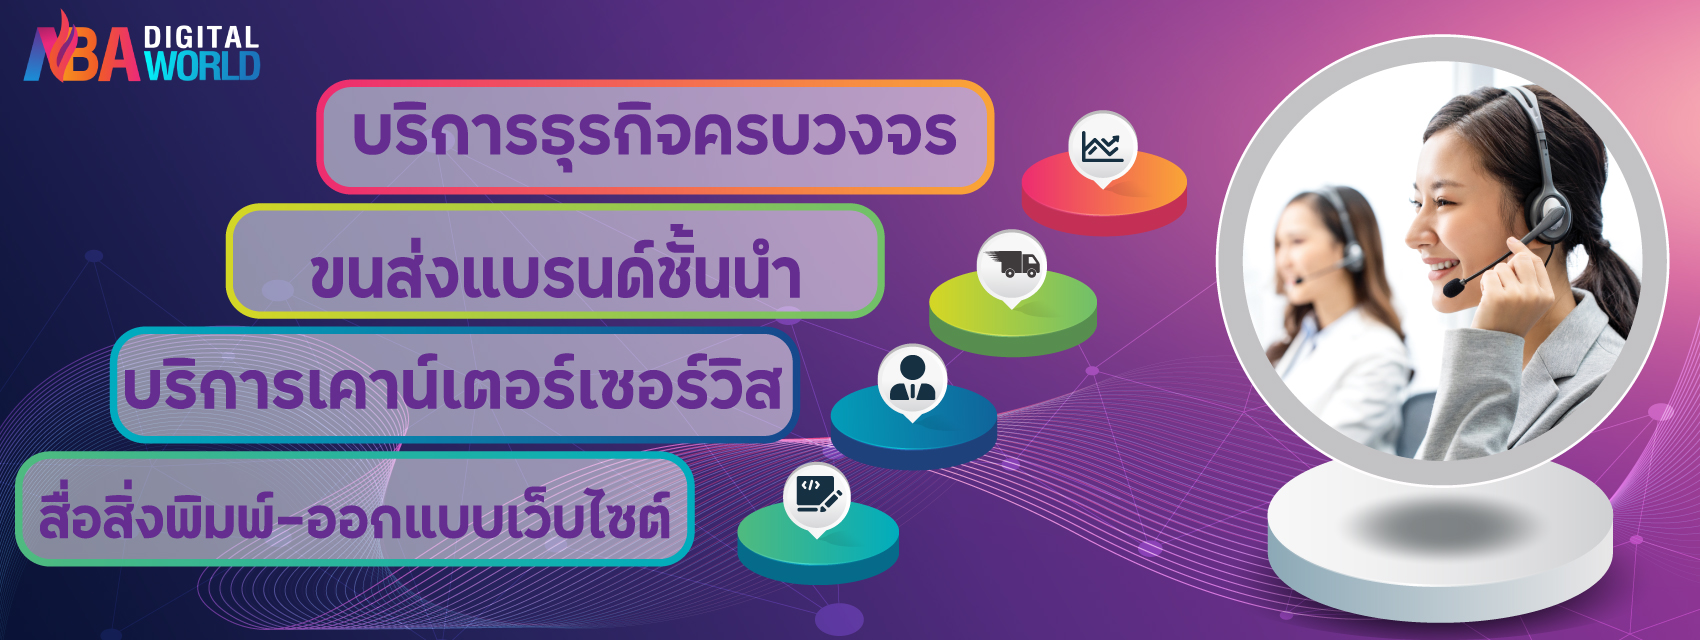 NBA DIGITAL
WORLD
บริการธุรกิจครบวงจร
ขนส่งแบรนด์ชั้นนำ
บริการเคาน์เตอร์เซอร์วิส
สื่อสิ่งพิมพ์-ออกแบบเว็บไซต์